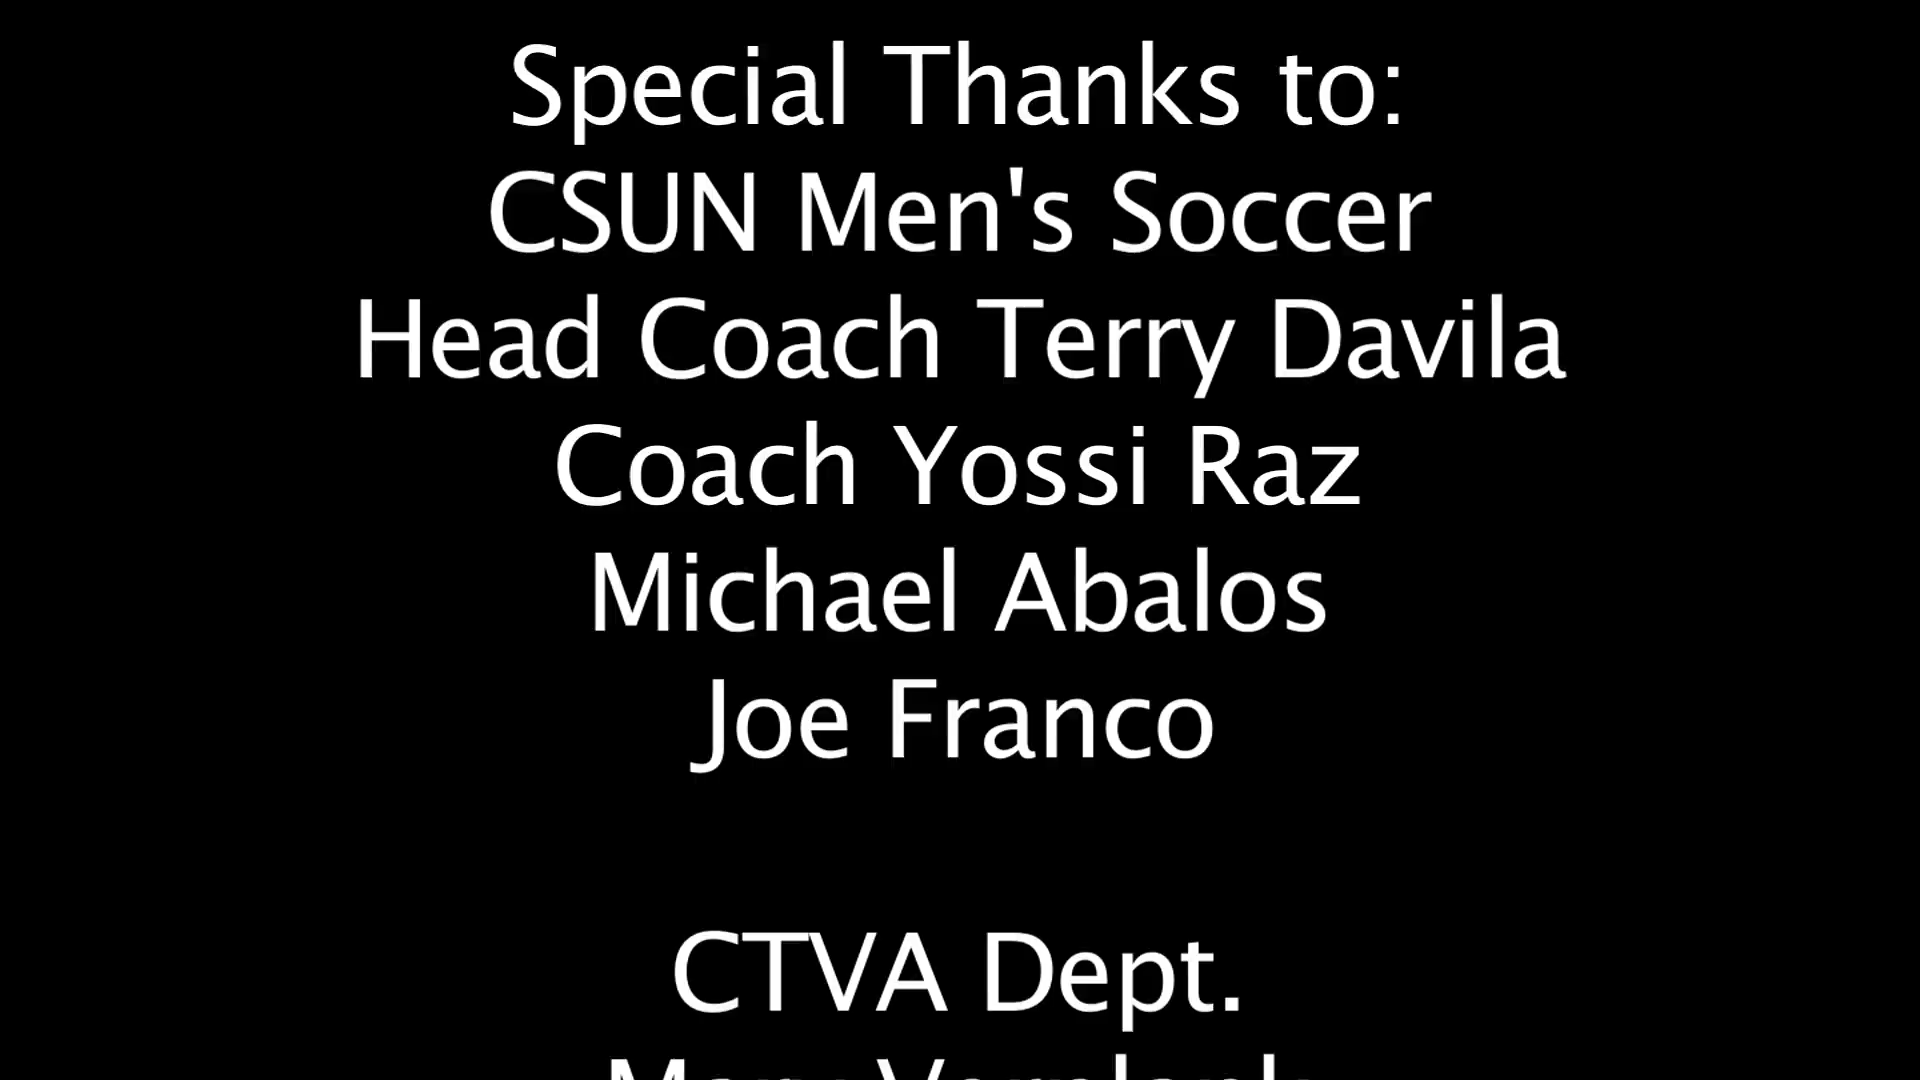 Special Thanks to:
CSUN Men's Soccer
Head Coach Terry Davila
Coach Yossi Raz
Michael Abalos
Joe Franco
CTVA Dept.